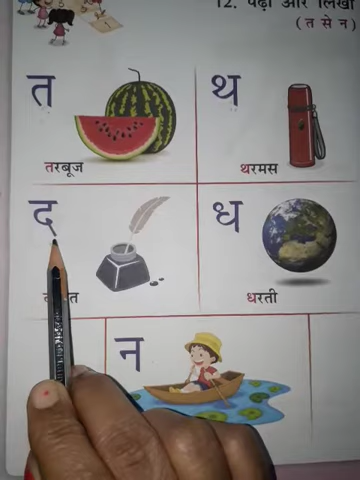 12. पढ़ो और लिखो
(त से न)
त
तरबूज
थ
थरमस
द
ध
धरती
न